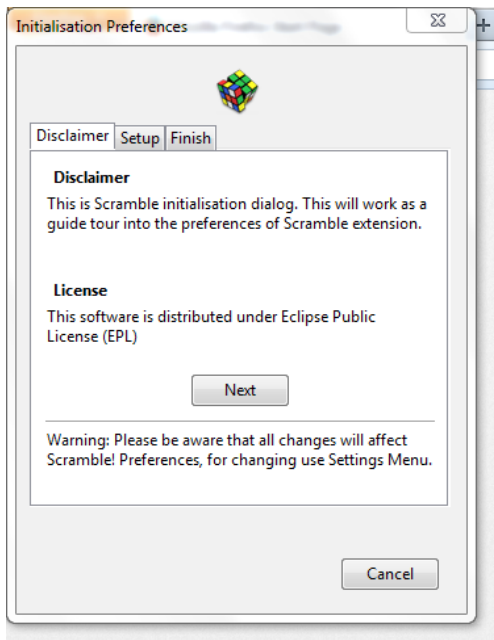 Initialisation Preferences
Disclaimer Setup Finish
Disclaimer
This is Scramble initialisation dialog. This will work as a
guide tour into the preferences of Scramble extension.
License
This software is distributed under Eclipse Public
License (EPL)
Next
Warning: Please be aware that all changes will affect
Scramble! Preferences, for changing use Settings Menu.
Cancel